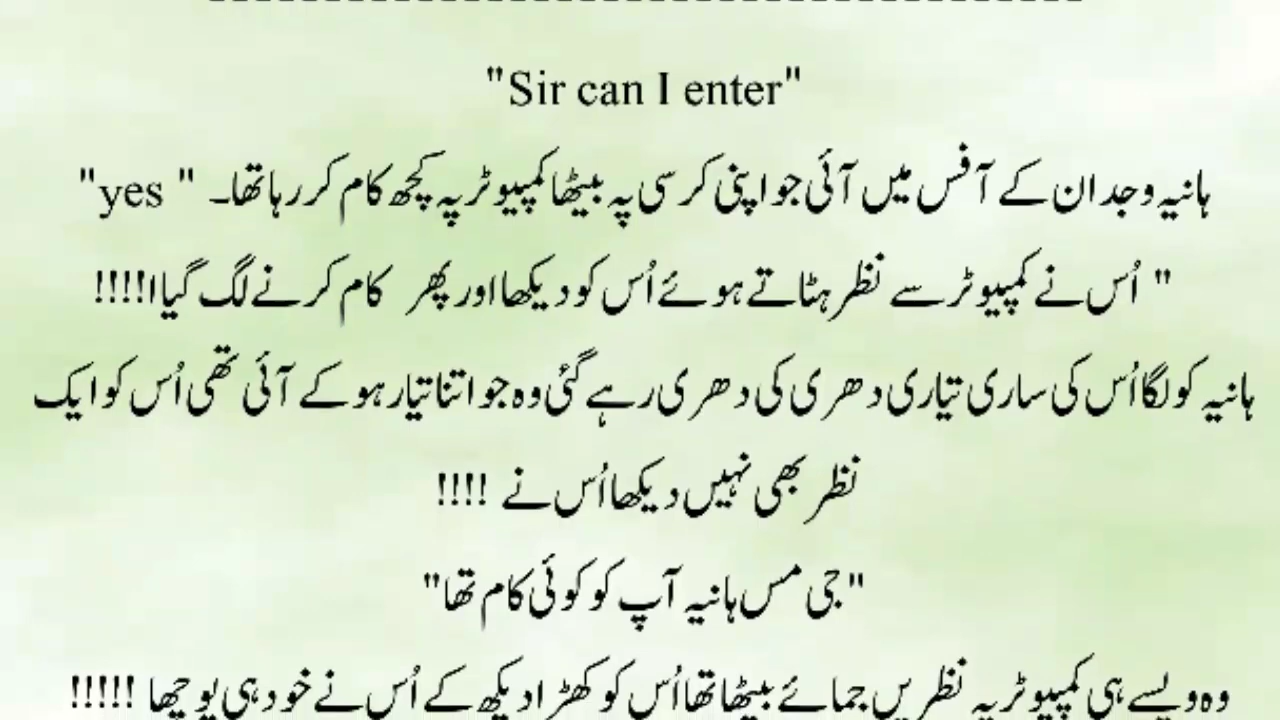 "Sir can I enter"
ہانیہ وجدان کے آفس میں آئی جو اپنی کرسی پہ بیٹھا کمپیوٹر پہ کچھ کام کر رہا تھا۔ " yes"
" اُس نے کمپیوٹر سے نظر ہٹاتے ہوئے اُس کو دیکھا اور پھر کام کرنے لگ گیاا!!!!
ہانیہ کو لگا اُس کی ساری تیاری دھری کی دھری رہے گئی وہ جو اتنا تیار ہو کے آئی تھی اُس کو ایک
نظر بھی نہیں دیکھا اُس نے !!!!
"جی مس ہانیہ آپ کو کوئی کام تھا"
وہ ویسے ہی کمپیوٹر پہ نظریں جمائے بیٹھا تھا اُس کو کھڑا دیکھ کے اُس نے خود ہی پوچھا !!!!!